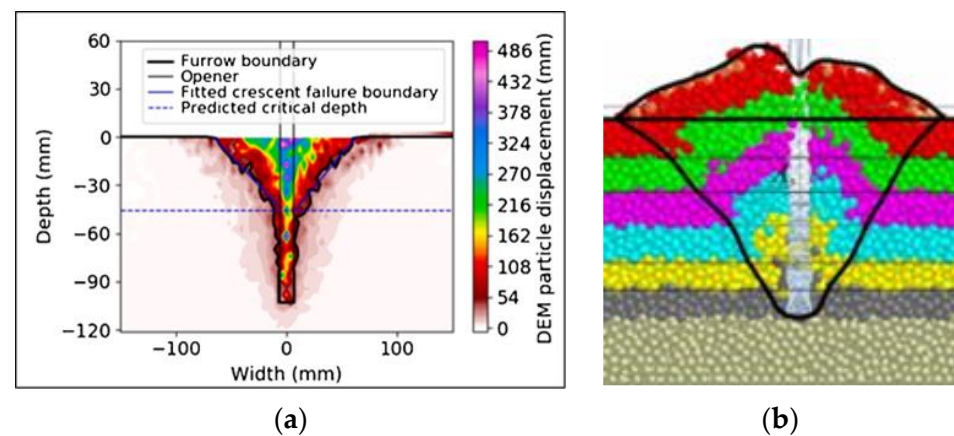 60
30
0
−30
−60
−90
−120
Depth (mm)
Furrow boundary
Opener
Fitted crescent failure boundary
Predicted critical depth
−100
0
100
Width (mm)
486
432
378
324
270
216
162
108
54
0
DEM particle displacement (mm)
(a)
(b)